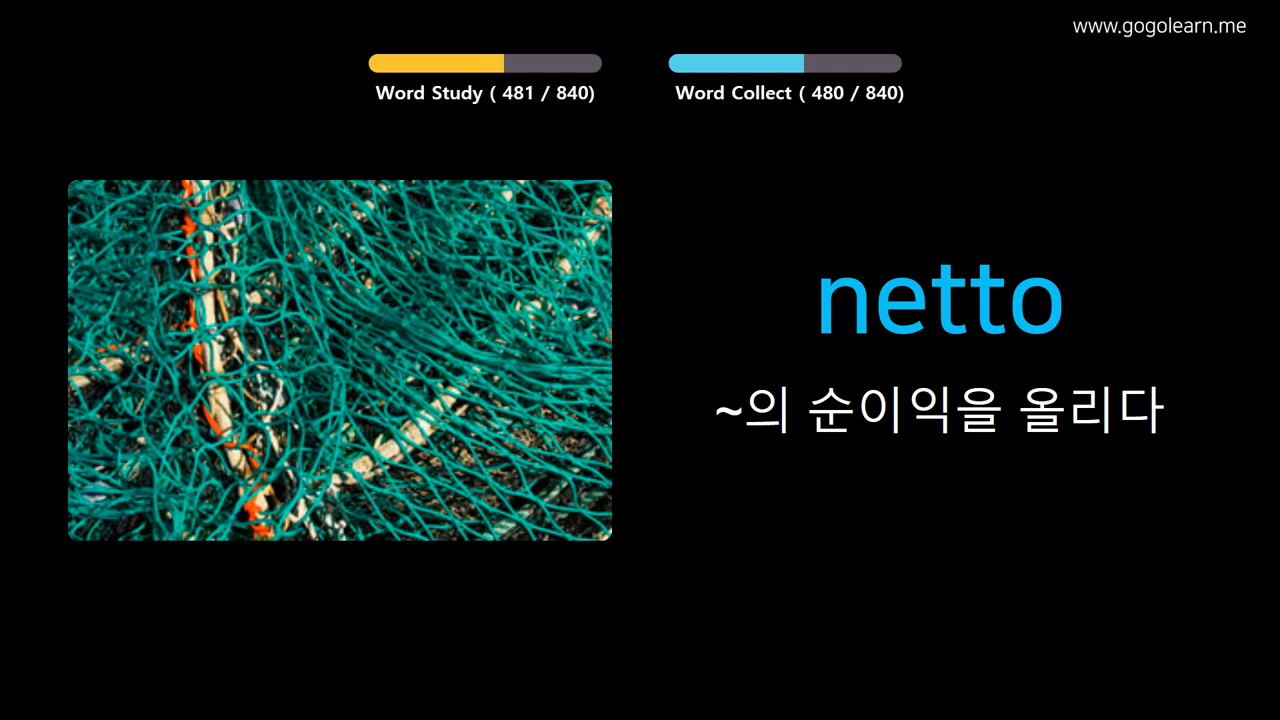 www.gogolearn.me
Word Study ( 481 / 840)
Word Collect ( 480 / 840)
netto
~의 순이익을 올리다